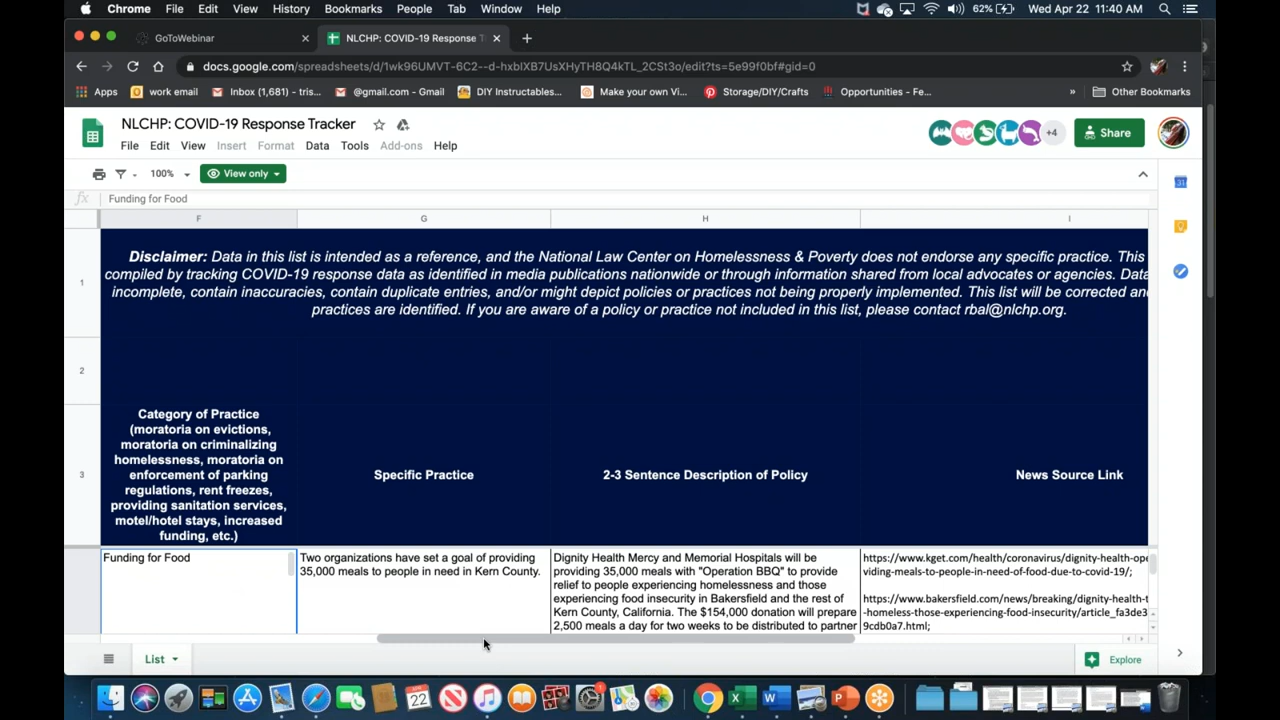 Chrome File Edit View History Bookmarks People Tab Window Help 62% Wed Apr 22 11:40 AM
GoToWebinar NLCHP: COVID-19 Response T
docs.google.com/spreadsheets/d/1wk96UMVT-6C2--d-hxbIXB7UsXHyTH8Q4kTL_2CSt3o/edit?ts=5e99f0bf#gid=0
Apps work email Inbox (1,681) - tris... @gmail.com - Gmail DIY Instructables... Make your own Vi... Storage/DIY/Crafts Opportunities - Fe... » Other Bookmarks
NLCHP: COVID-19 Response Tracker
+4 Share
File Edit View Insert Format Data Tools Add-ons Help
100% View only
31
fx Funding for Food
F G H I
1
Disclaimer: Data in this list is intended as a reference, and the National Law Center on Homelessness & Poverty does not endorse any specific practice. This
compiled by tracking COVID-19 response data as identified in media publications nationwide or through information shared from local advocates or agencies. Data
incomplete, contain inaccuracies, contain duplicate entries, and/or might depict policies or practices not being properly implemented. This list will be corrected and
practices are identified. If you are aware of a policy or practice not included in this list, please contact rbal@nlchp.org.
2
3
Category of Practice
(moratoria on evictions,
moratoria on criminalizing
homelessness, moratoria on
enforcement of parking
regulations, rent freezes,
providing sanitation services,
motel/hotel stays, increased
funding, etc.)
Specific Practice
2-3 Sentence Description of Policy
News Source Link
Funding for Food
Two organizations have set a goal of providing
35,000 meals to people in need in Kern County.
Dignity Health Mercy and Memorial Hospitals will be
providing 35,000 meals with "Operation BBQ" to provide
relief to people experiencing homelessness and those
experiencing food insecurity in Bakersfield and the rest of
Kern County, California. The $154,000 donation will prepare
2,500 meals a day for two weeks to be distributed to partner
https://www.kget.com/health/coronavirus/dignity-health-ope
viding-meals-to-people-in-need-of-food-due-to-covid-19/;
https://www.bakersfield.com/news/breaking/dignity-health-t
-homeless-those-experiencing-food-insecurity/article_fa3de3
9cdb0a7.html;
List Explore
APR
22